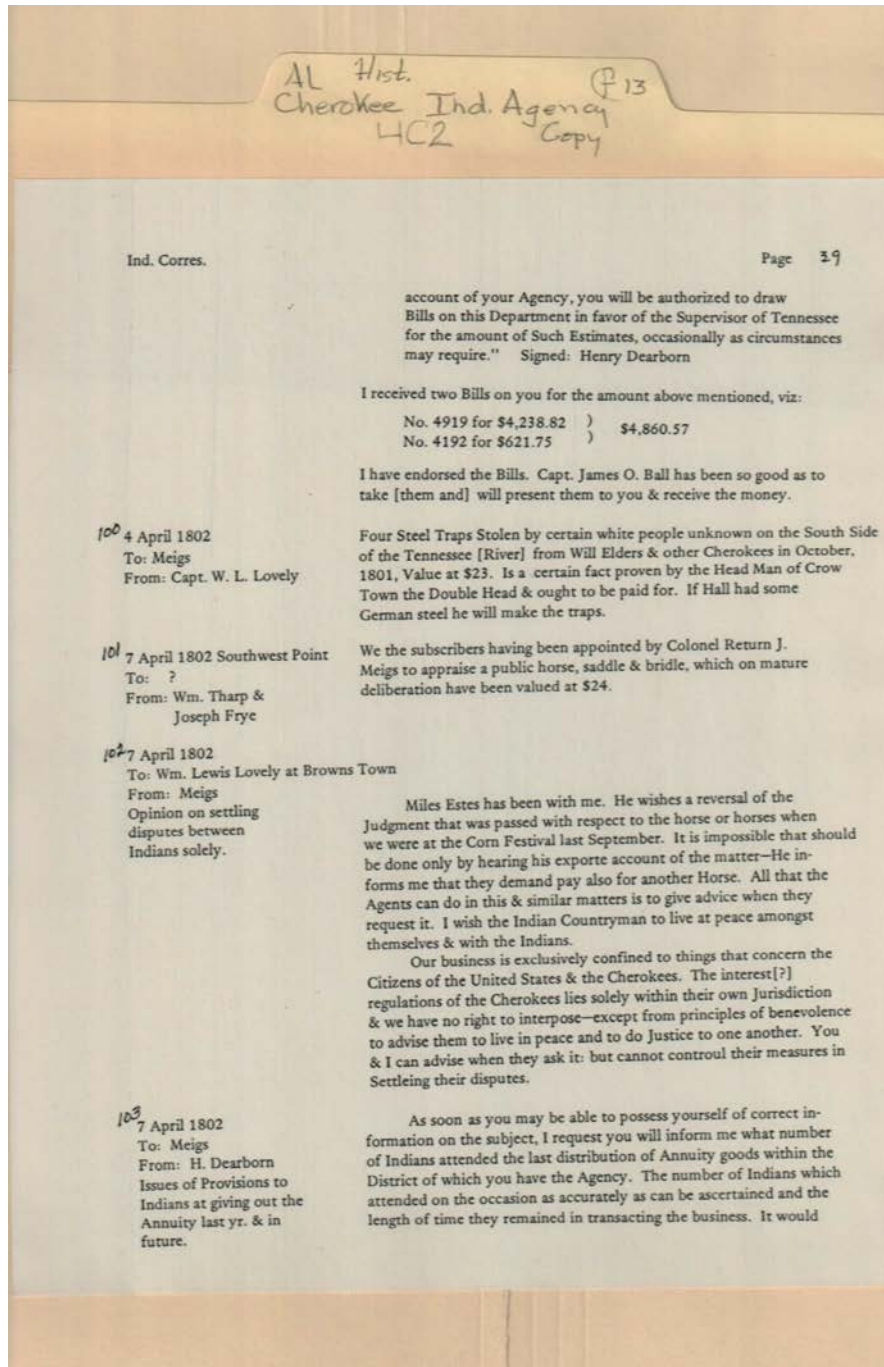 AL Hist. (f 13
Cherokee Ind. Agency
4C2 Copy
Ind. Corres. Page 39
account of your Agency, you will be authorized to draw
Bills on this Department in favor of the Supervisor of Tennessee
for the amount of Such Estimates, occasionally as circumstances
may require." Signed: Henry Dearborn
I received two Bills on you for the amount above mentioned, viz:
No. 4919 for $4,238.82 )
No. 4192 for $621.75 ) $4,860.57
I have endorsed the Bills. Capt. James O. Ball has been so good as to
take [them and] will present them to you & receive the money.
100 4 April 1802
To: Meigs
From: Capt. W. L. Lovely
Four Steel Traps Stolen by certain white people unknown on the South Side
of the Tennessee [River] from Will Elders & other Cherokees in October,
1801, Value at $23. Is a certain fact proven by the Head Man of Crow
Town the Double Head & ought to be paid for. If Hall had some
German steel he will make the traps.
101 7 April 1802 Southwest Point
To: ?
From: Wm. Tharp &
Joseph Frye
We the subscribers having been appointed by Colonel Return J.
Meigs to appraise a public horse, saddle & bridle, which on mature
deliberation have been valued at $24.
102 7 April 1802
To: Wm. Lewis Lovely at Browns Town
From: Meigs
Opinion on settling
disputes between
Indians solely.
Miles Estes has been with me. He wishes a reversal of the
Judgment that was passed with respect to the horse or horses when
we were at the Corn Festival last September. It is impossible that should
be done only by hearing his exporte account of the matter—He in-
forms me that they demand pay also for another Horse. All that the
Agents can do in this & similar matters is to give advice when they
request it. I wish the Indian Countryman to live at peace amongst
themselves & with the Indians.
Our business is exclusively confined to things that concern the
Citizens of the United States & the Cherokees. The interest[?]
regulations of the Cherokees lies solely within their own Jurisdiction
& we have no right to interpose—except from principles of benevolence
to advise them to live in peace and to do Justice to one another. You
& I can advise when they ask it: but cannot controul their measures in
Settleing their disputes.
103 7 April 1802
To: Meigs
From: H. Dearborn
Issues of Provisions to
Indians at giving out the
Annuity last yr. & in
future.
As soon as you may be able to possess yourself of correct in-
formation on the subject, I request you will inform me what number
of Indians attended the last distribution of Annuity goods within the
District of which you have the Agency. The number of Indians which
attended on the occasion as accurately as can be ascertained and the
length of time they remained in transacting the business. It would